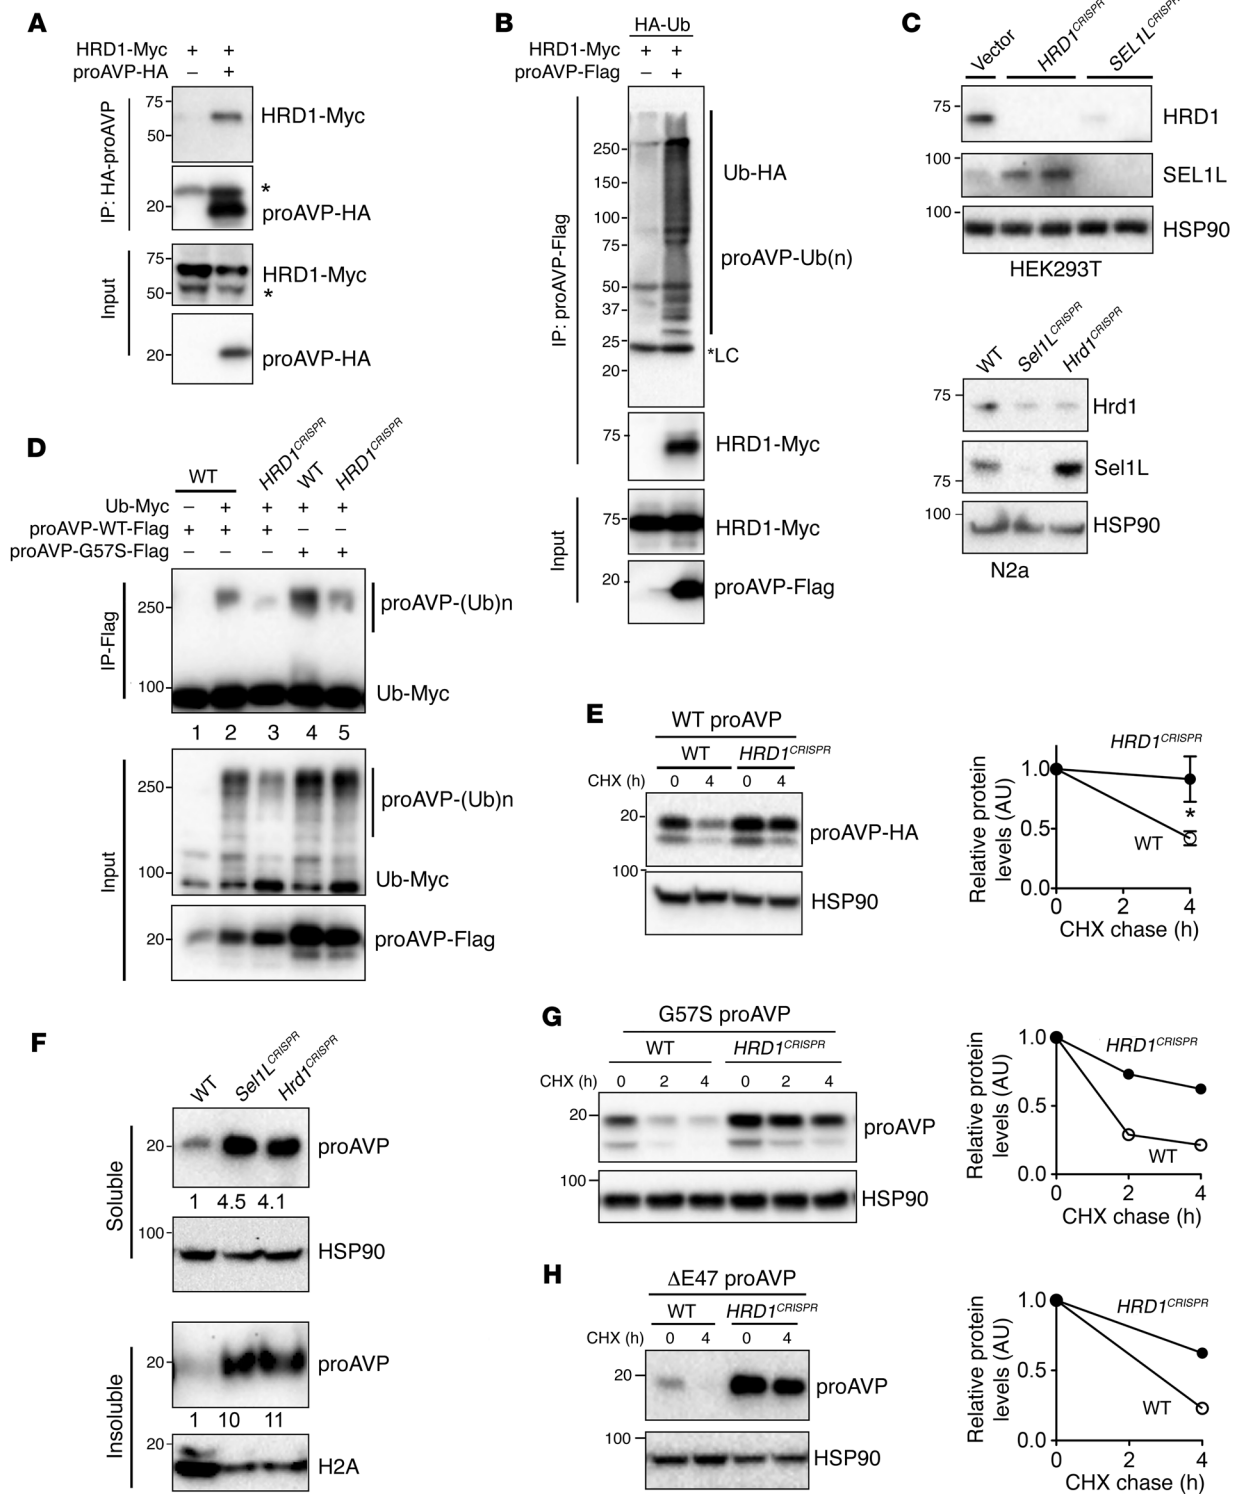 A
HRD1-Myc + +
proAVP-HA – +
IP: HA-proAVP
75
50
HRD1-Myc
20
*
proAVP-HA
Input
75
50
HRD1-Myc
*
20
proAVP-HA
B
HA-Ub
HRD1-Myc + +
proAVP-Flag – +
IP: proAVP-Flag
250
150
100
75
50
37
25
20
Ub-HA
proAVP-Ub(n)
*LC
75
HRD1-Myc
Input
75
HRD1-Myc
20
proAVP-Flag
C
Vector HRD1CRISPR SEL1LCRISPR
75
HRD1
100
SEL1L
100
HSP90
HEK293T
WT Sel1LCRISPR Hrd1CRISPR
75
Hrd1
75
Sel1L
100
HSP90
N2a
D
WT HRD1CRISPR WT HRD1CRISPR
Ub-Myc – + + + +
proAVP-WT-Flag + + + – –
proAVP-G57S-Flag – – – + +
IP-Flag
250
100
proAVP-(Ub)n
Ub-Myc
1 2 3 4 5
Input
250
100
proAVP-(Ub)n
Ub-Myc
20
proAVP-Flag
E
WT proAVP
WT HRD1CRISPR
CHX (h) 0 4 0 4
20
proAVP-HA
100
HSP90
Relative protein
levels (AU)
1.0
0.5
0.0
HRD1CRISPR
*
WT
0 2 4
CHX chase (h)
F
WT Sel1LCRISPR Hrd1CRISPR
Soluble
20
proAVP
1 4.5 4.1
100
HSP90
Insoluble
20
proAVP
1 10 11
20
H2A
G
G57S proAVP
WT HRD1CRISPR
CHX (h) 0 2 4 0 2 4
20
proAVP
100
HSP90
Relative protein
levels (AU)
1.0
0.5
0.0
HRD1CRISPR
WT
0 2 4
CHX chase (h)
H
ΔE47 proAVP
WT HRD1CRISPR
CHX (h) 0 4 0 4
20
proAVP
100
HSP90
Relative protein
levels (AU)
1.0
0.5
0.0
HRD1CRISPR
WT
0 2 4
CHX chase (h)